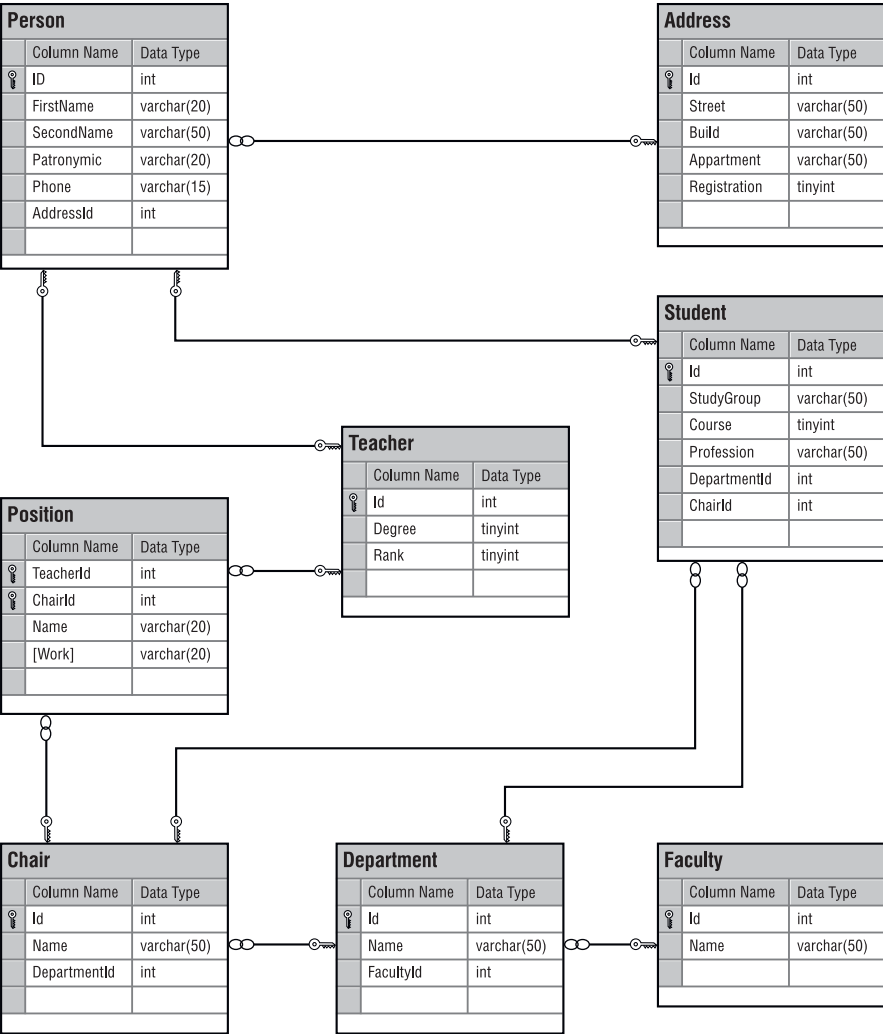 Person
Column Name Data Type
ID int
FirstName varchar(20)
SecondName varchar(50)
Patronymic varchar(20)
Phone varchar(15)
AddressId int
Address
Column Name Data Type
Id int
Street varchar(50)
Build varchar(50)
Appartment varchar(50)
Registration tinyint
Student
Column Name Data Type
Id int
StudyGroup varchar(50)
Course tinyint
Profession varchar(50)
DepartmentId int
ChairId int
Teacher
Column Name Data Type
Id int
Degree tinyint
Rank tinyint
Position
Column Name Data Type
TeacherId int
ChairId int
Name varchar(20)
[Work] varchar(20)
Chair
Column Name Data Type
Id int
Name varchar(50)
DepartmentId int
Department
Column Name Data Type
Id int
Name varchar(50)
FacultyId int
Faculty
Column Name Data Type
Id int
Name varchar(50)